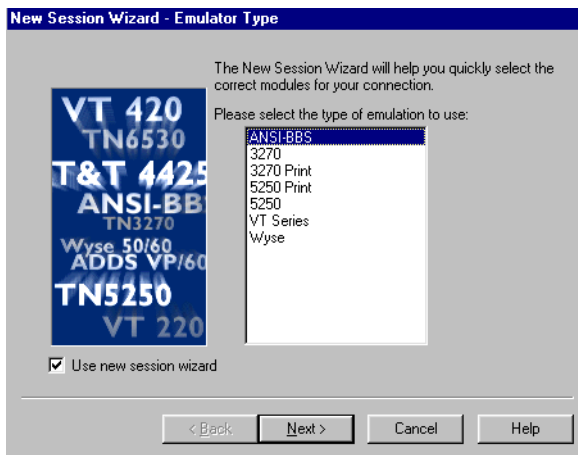 New Session Wizard - Emulator Type
The New Session Wizard will help you quickly select the
correct modules for your connection.
Please select the type of emulation to use:
ANSI-BBS
3270
3270 Print
5250 Print
5250
VT Series
Wyse
VT 420
TN6530
T&T 4425
ANSI-BB
TN3270
Wyse 50/60
ADDS VP/60
TN5250
VT 220
Use new session wizard
< Back
Next >
Cancel
Help